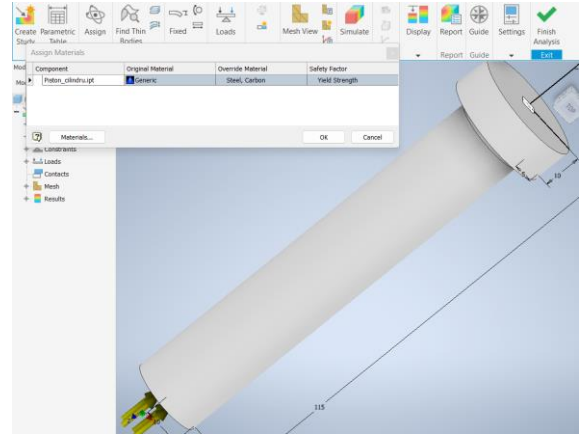 Create Study
Parametric Table
Assign
Find Thin Bodies
Fixed
Loads
Mesh View
Simulate
Display
Report
Guide
Settings
Finish Analysis
Report
Guide
Exit
Assign Materials
Component Original Material Override Material Safety Factor
Piston_cilindru.ipt Generic Steel, Carbon Yield Strength
Materials... OK Cancel
Constraints
Loads
Contacts
Mesh
Results
10
115